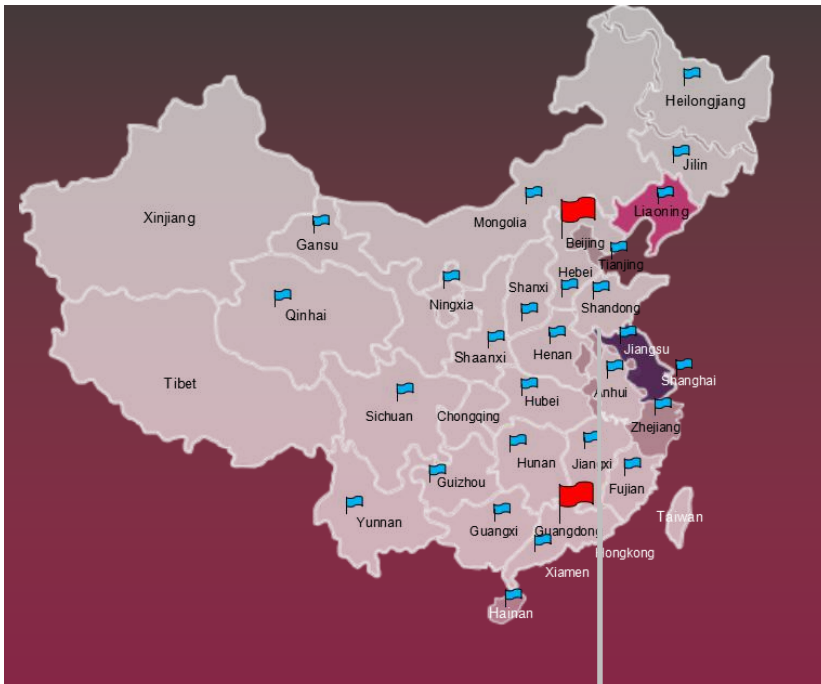 Heilongjiang
Jilin
Xinjiang
Liaoning
Mongolia
Gansu
Beijing
Tianjing
Hebei
Shanxi
Ningxia
Qinhai
Shandong
Jiangsu
Shaanxi
Henan
Shanghai
Tibet
Anhui
Hubei
Sichuan
Chongqing
Zhejiang
Hunan
Jiangxi
Guizhou
Fujian
Taiwan
Yunnan
Guangxi
Guangdong
Hongkong
Xiamen
Hainan